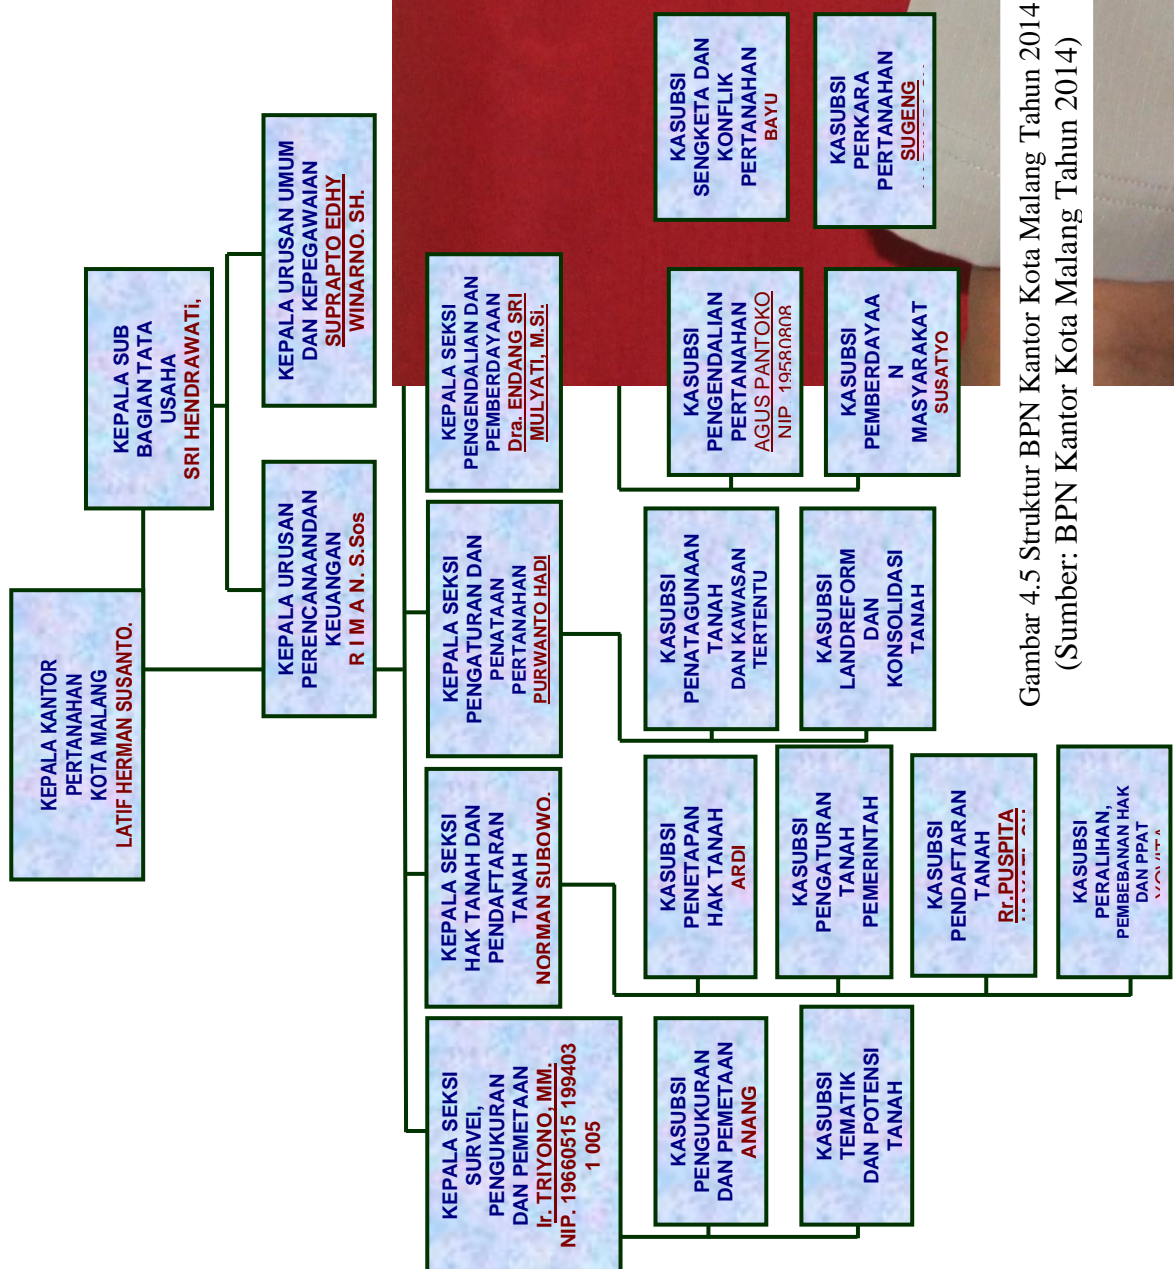 KEPALA KANTOR
PERTANAHAN
KOTA MALANG
LATIF HERMAN SUSANTO.
KEPALA SUB
BAGIAN TATA
USAHA
SRI HENDRAWATi,
KEPALA URUSAN
PERENCANAANDAN
KEUANGAN
R I M A N. S.Sos
KEPALA URUSAN UMUM
DAN KEPEGAWAIAN
SUPRAPTO EDHY
WINARNO. SH.
KEPALA SEKSI
SURVEI,
PENGUKURAN
DAN PEMETAAN
Ir. TRIYONO, MM.
NIP. 19660515 199403
1 005
KEPALA SEKSI
HAK TANAH DAN
PENDAFTARAN
TANAH
NORMAN SUBOWO.
KEPALA SEKSI
PENGATURAN DAN
PENATAAN
PERTANAHAN
PURWANTO HADI
KEPALA SEKSI
PENGENDALIAN DAN
PEMBERDAYAAN
Dra. ENDANG SRI
MULYATI, M.Si.
KASUBSI
PENGUKURAN
DAN PEMETAAN
ANANG
KASUBSI
TEMATIK
DAN POTENSI
TANAH
KASUBSI
PENETAPAN
HAK TANAH
ARDI
KASUBSI
PENGATURAN
TANAH
PEMERINTAH
KASUBSI
PENDAFTARAN
TANAH
Rr.PUSPITA
KASUBSI
PERALIHAN,
PEMBEBANAN HAK
DAN PPAT
KASUBSI
PENATAGUNAAN
TANAH
DAN KAWASAN
TERTENTU
KASUBSI
LANDREFORM
DAN
KONSOLIDASI
TANAH
KASUBSI
PENGENDALIAN
PERTANAHAN
AGUS PANTOKO
NIP. 19580808
KASUBSI
PEMBERDAYAA
N
MASYARAKAT
SUSATYO
KASUBSI
SENGKETA DAN
KONFLIK
PERTANAHAN
BAYU
KASUBSI
PERKARA
PERTANAHAN
SUGENG
Gambar 4.5 Struktur BPN Kantor Kota Malang Tahun 2014
(Sumber: BPN Kantor Kota Malang Tahun 2014)